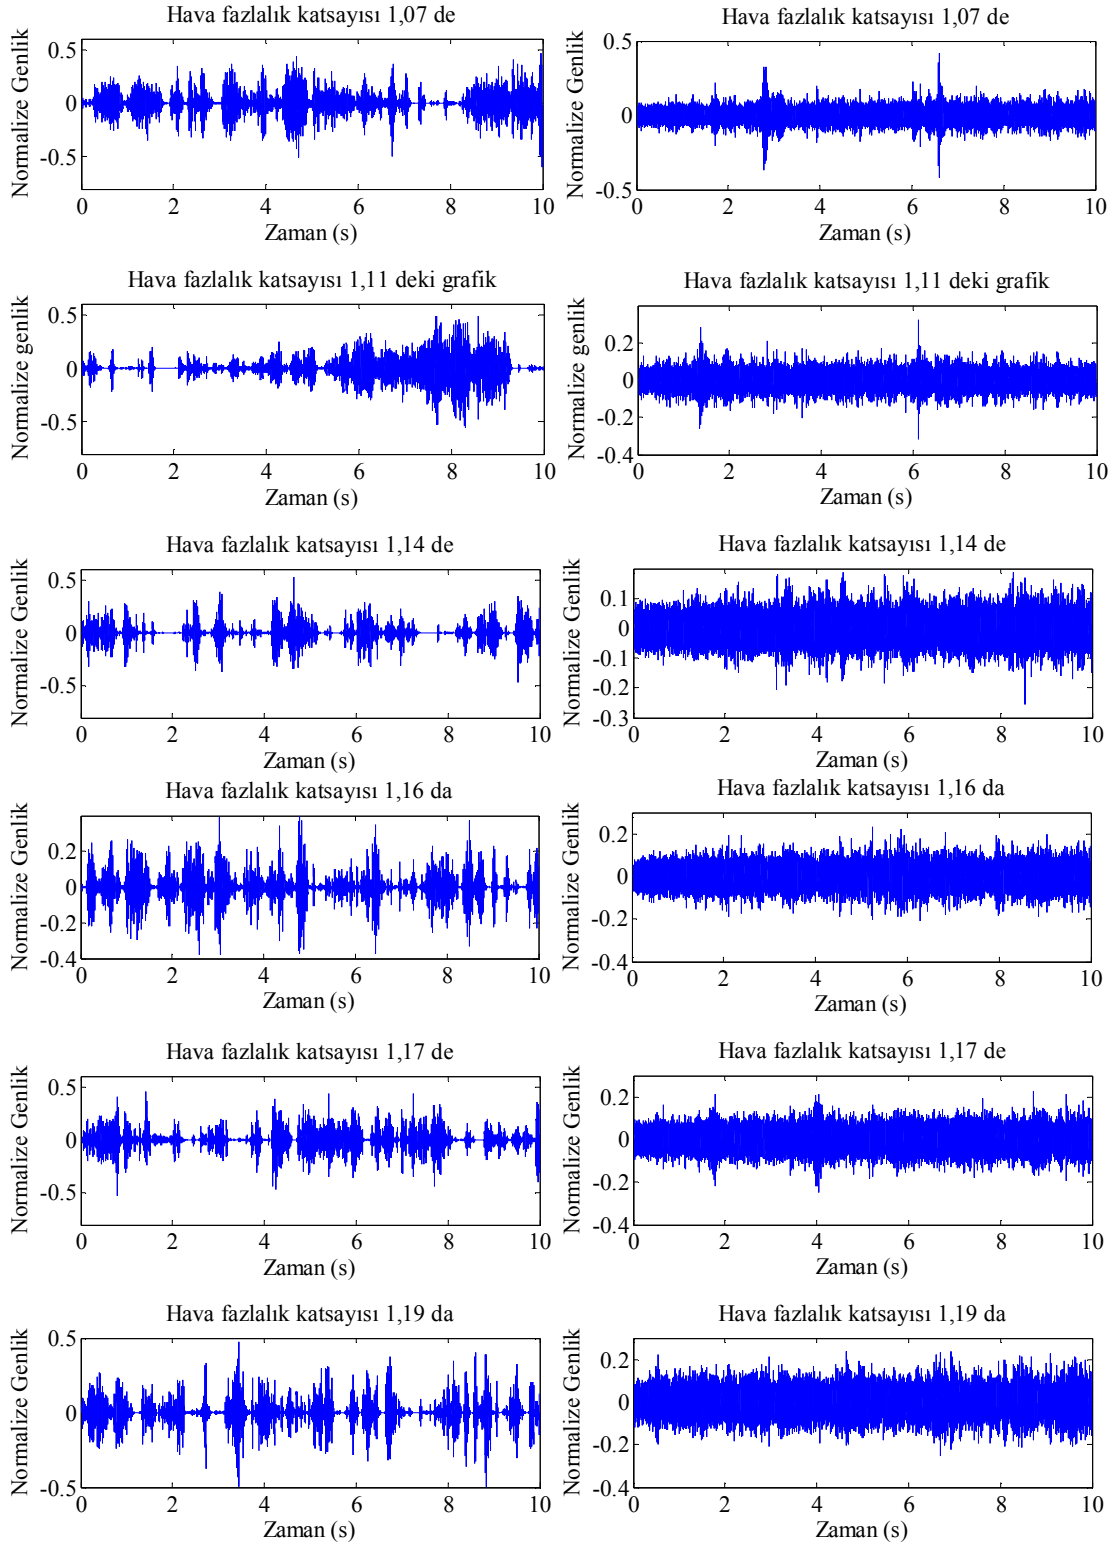 Hava fazlalık katsayısı 1,07 de
Normalize Genlik
0.5
0
-0.5
0 2 4 6 8 10
Zaman (s)
Hava fazlalık katsayısı 1,07 de
Normalize Genlik
0.5
0
-0.5
0 2 4 6 8 10
Zaman (s)
Hava fazlalık katsayısı 1,11 deki grafik
Normalize genlik
0.5
0
-0.5
0 2 4 6 8 10
Zaman (s)
Hava fazlalık katsayısı 1,11 deki grafik
Normalize genlik
0.2
0
-0.2
-0.4
0 2 4 6 8 10
Zaman (s)
Hava fazlalık katsayısı 1,14 de
Normalize Genlik
0.5
0
-0.5
0 2 4 6 8 10
Zaman (s)
Hava fazlalık katsayısı 1,14 de
Normalize Genlik
0.1
0
-0.1
-0.2
-0.3
0 2 4 6 8 10
Zaman (s)
Hava fazlalık katsayısı 1,16 da
Normalize Genlik
0.2
0
-0.2
-0.4
0 2 4 6 8 10
Zaman (s)
Hava fazlalık katsayısı 1,16 da
Normalize Genlik
0.2
0
-0.2
-0.4
0 2 4 6 8 10
Zaman (s)
Hava fazlalık katsayısı 1,17 de
Normalize Genlik
0.5
0
-0.5
0 2 4 6 8 10
Zaman (s)
Hava fazlalık katsayısı 1,17 de
Normalize Genlik
0.2
0
-0.2
-0.4
0 2 4 6 8 10
Zaman (s)
Hava fazlalık katsayısı 1,19 da
Normalize Genlik
0.5
0
-0.5
0 2 4 6 8 10
Zaman (s)
Hava fazlalık katsayısı 1,19 da
Normalize Genlik
0.2
0
-0.2
-0.4
0 2 4 6 8 10
Zaman (s)